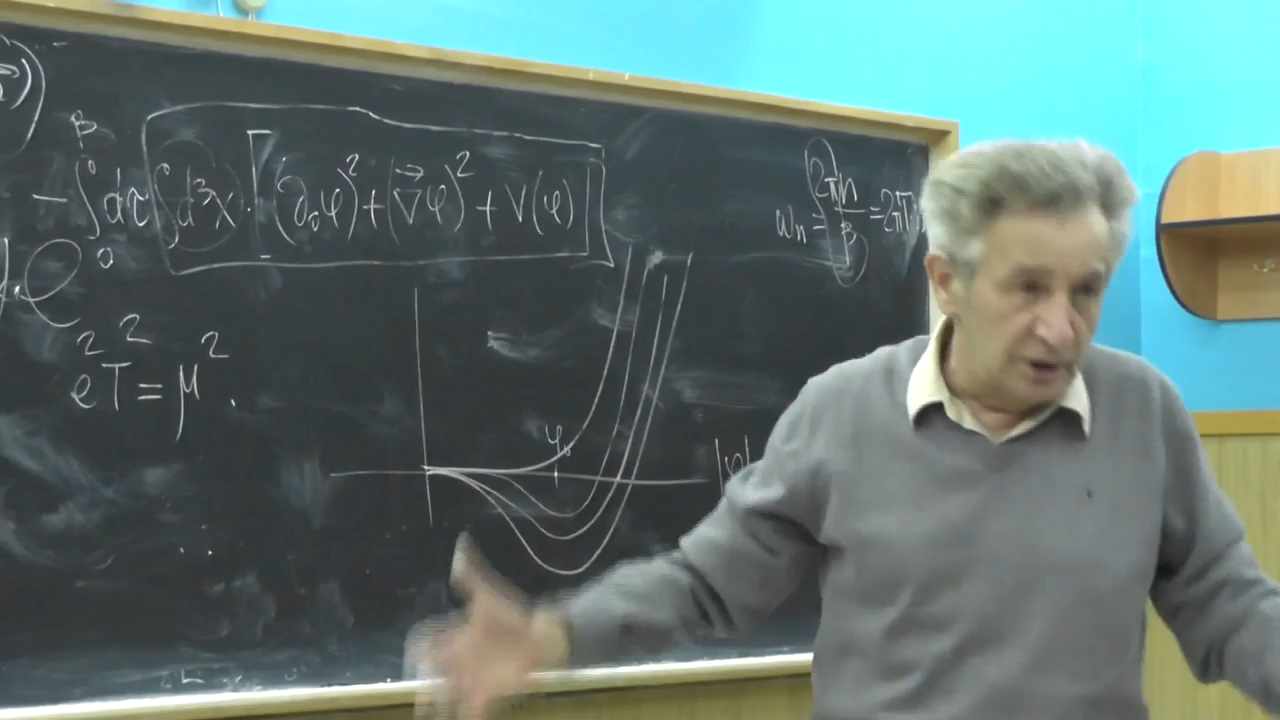 β
− ∫₀ dτ ∫ d³x · [(∂₀φ)² + (∇⃗φ)² + V(φ)]
ωₙ = 2πn/β = 2πT
e
e²T² = μ².
φ₀
|φ|